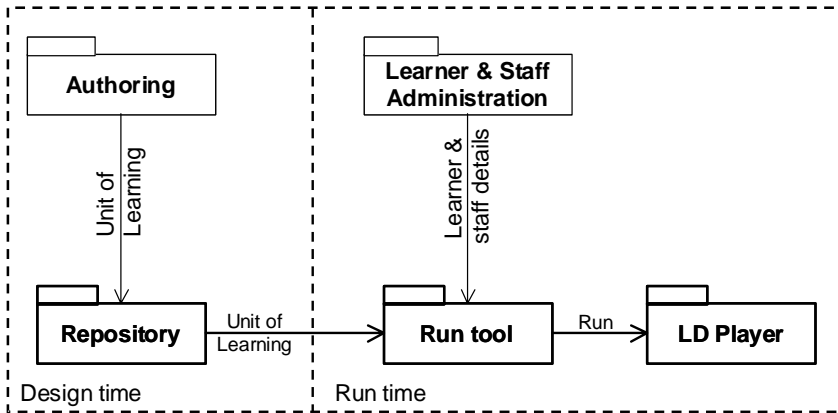 Authoring
Learner & Staff
Administration
Unit of
Learning
Learner &
staff details
Repository
Unit of
Learning
Run tool
Run
LD Player
Design time
Run time